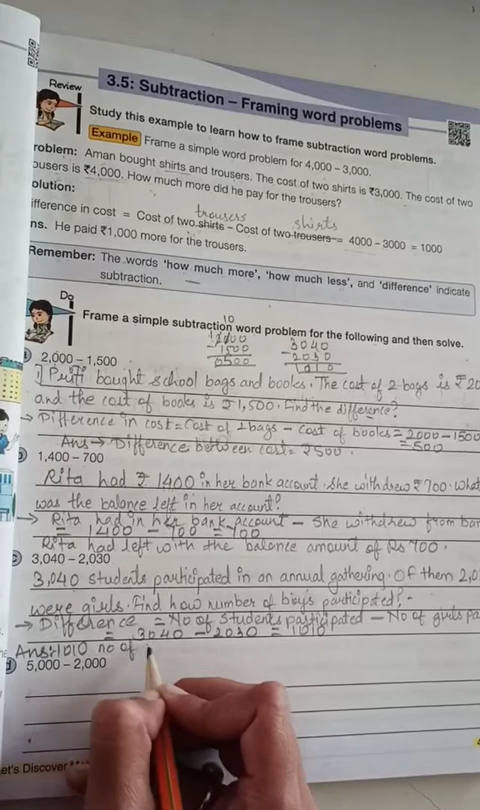 Review
3.5: Subtraction – Framing word problems
Study this example to learn how to frame subtraction word problems.
Example Frame a simple word problem for 4,000 – 3,000.
roblem: Aman bought shirts and trousers. The cost of two shirts is ₹3,000. The cost of two
ousers is ₹4,000. How much more did he pay for the trousers?
olution:
trousers shirts
ifference in cost = Cost of two shirts – Cost of two trousers = 4000 – 3000 = 1000
ns. He paid ₹1,000 more for the trousers.
Remember: The words 'how much more', 'how much less', and 'difference' indicate
subtraction.
Do
Frame a simple subtraction word problem for the following and then solve.
10
3040
- 1500 - 2030
0500 1010
2,000 – 1,500
1) Priti bought school bags and books. The cost of 2 bags is ₹20
and the cost of books is ₹1,500. Find the difference?
→ Difference in cost = Cost of 2 bags – cost of books = 2000 – 1500
= 500
Ans → Difference between cost = ₹500.
1,400 – 700
Rita had ₹ 1400 in her bank account. She withdrew ₹700. What
was the balance left in her account?
→ Rita had in her bank account – She withdrew from ban
= 1400 – 700 = 700
Rita had left with the balance amount of Rs 700.
c 3,040 – 2,030
3,040 students participated in an annual gathering. Of them 2,0
were girls. Find how number of boys participated? -
→ Difference = No of students participated – No of girls pa
= 3040 – 2030 = 1010
Ans:- 1010 no of
d 5,000 – 2,000
et's Discover